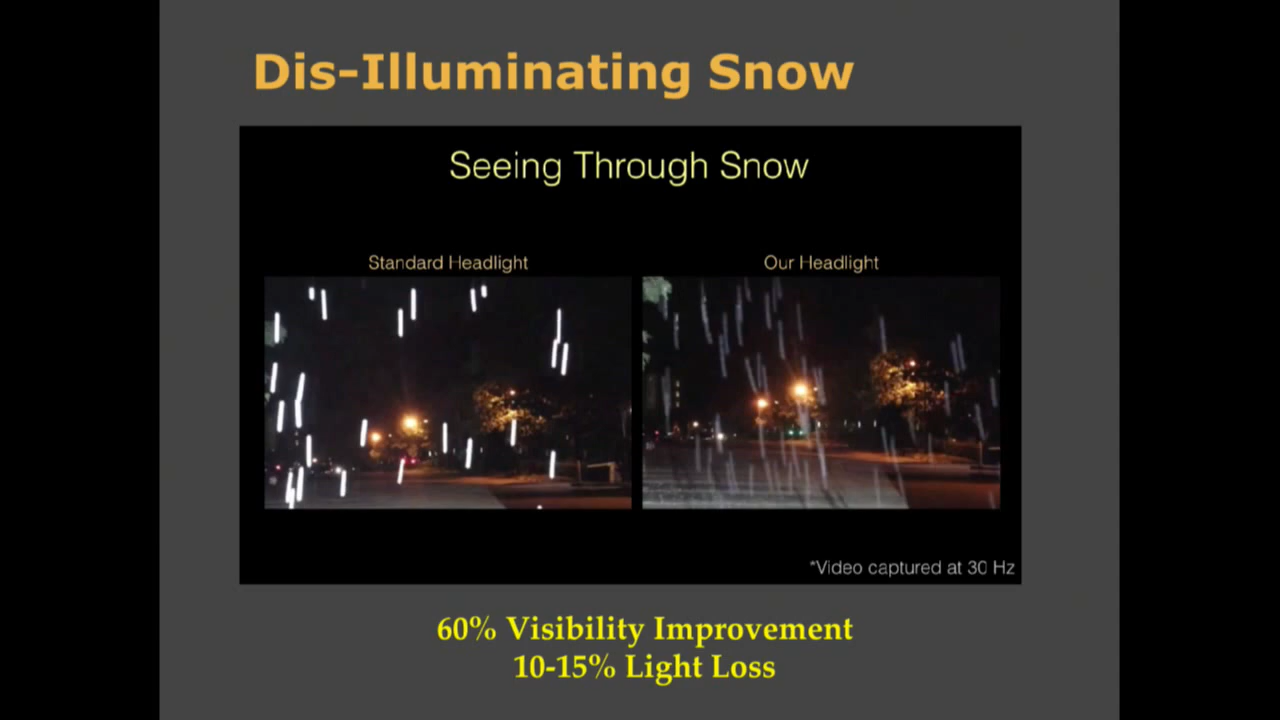 Dis-Illuminating Snow
Seeing Through Snow
Standard Headlight
Our Headlight
*Video captured at 30 Hz
60% Visibility Improvement
10-15% Light Loss